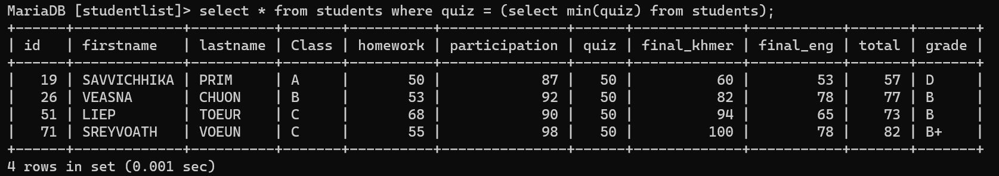 MariaDB [studentlist]> select * from students where quiz = (select min(quiz) from students);
+------+-------------+----------+-------+----------+---------------+------+-------------+-----------+-------+-------+
| id   | firstname   | lastname | Class | homework | participation | quiz | final_khmer | final_eng | total | grade |
+------+-------------+----------+-------+----------+---------------+------+-------------+-----------+-------+-------+
|   19 | SAVVICHHIKA | PRIM     | A     |       50 |            87 |   50 |          60 |        53 |    57 | D     |
|   26 | VEASNA      | CHUON    | B     |       53 |            92 |   50 |          82 |        78 |    77 | B     |
|   51 | LIEP        | TOEUR    | C     |       68 |            90 |   50 |          94 |        65 |    73 | B     |
|   71 | SREYVOATH   | VOEUN    | C     |       55 |            98 |   50 |         100 |        78 |    82 | B+    |
+------+-------------+----------+-------+----------+---------------+------+-------------+-----------+-------+-------+
4 rows in set (0.001 sec)